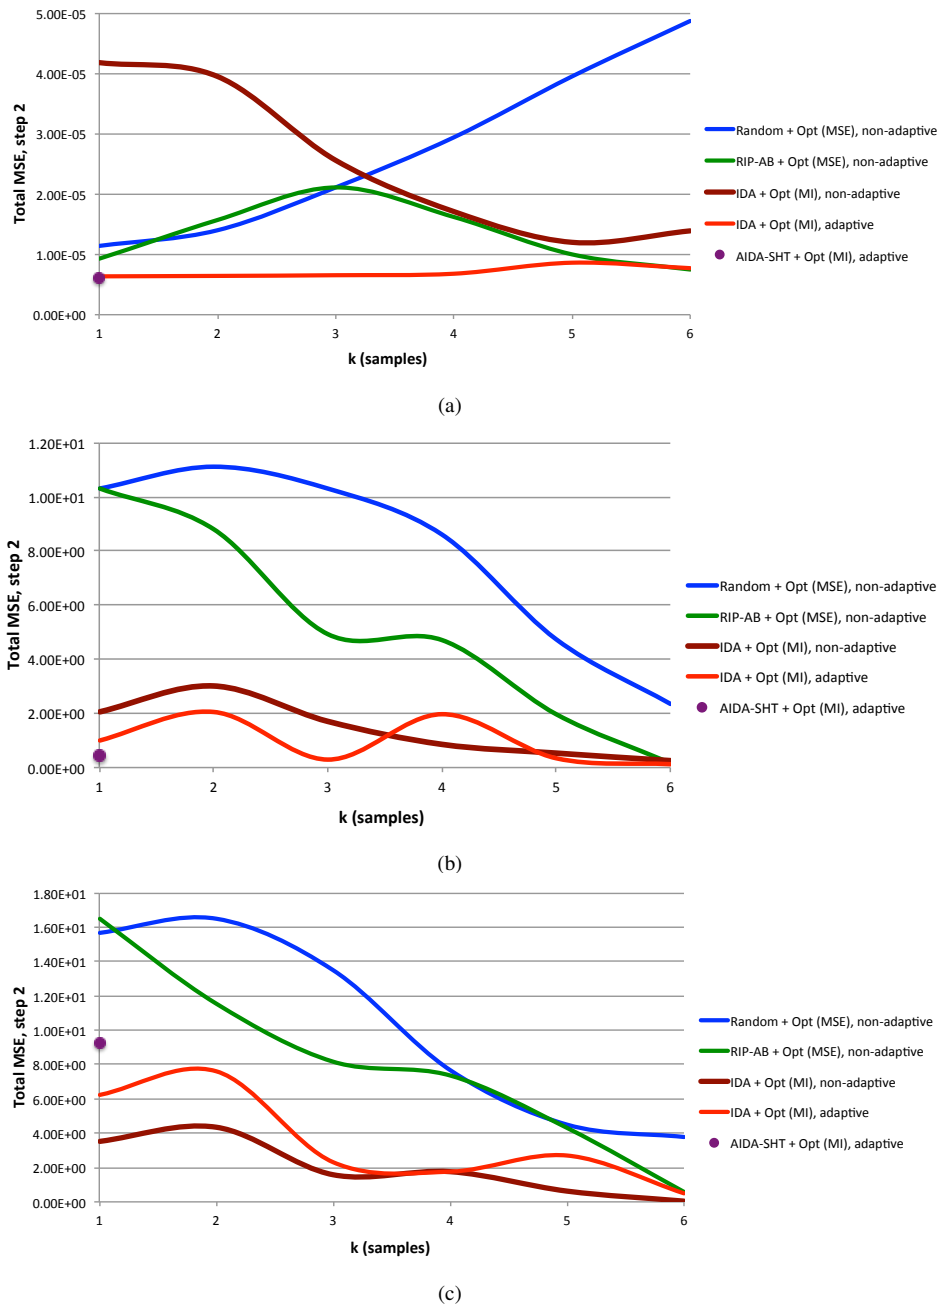 5.00E-05
4.00E-05
3.00E-05
2.00E-05
1.00E-05
0.00E+00
Total MSE, step 2
1 2 3 4 5 6
k (samples)
Random + Opt (MSE), non-adaptive
RIP-AB + Opt (MSE), non-adaptive
IDA + Opt (MI), non-adaptive
IDA + Opt (MI), adaptive
AIDA-SHT + Opt (MI), adaptive
(a)
1.20E+01
1.00E+01
8.00E+00
6.00E+00
4.00E+00
2.00E+00
0.00E+00
Total MSE, step 2
1 2 3 4 5 6
k (samples)
Random + Opt (MSE), non-adaptive
RIP-AB + Opt (MSE), non-adaptive
IDA + Opt (MI), non-adaptive
IDA + Opt (MI), adaptive
AIDA-SHT + Opt (MI), adaptive
(b)
1.80E+01
1.60E+01
1.40E+01
1.20E+01
1.00E+01
8.00E+00
6.00E+00
4.00E+00
2.00E+00
0.00E+00
Total MSE, step 2
1 2 3 4 5 6
k (samples)
Random + Opt (MSE), non-adaptive
RIP-AB + Opt (MSE), non-adaptive
IDA + Opt (MI), non-adaptive
IDA + Opt (MI), adaptive
AIDA-SHT + Opt (MI), adaptive
(c)